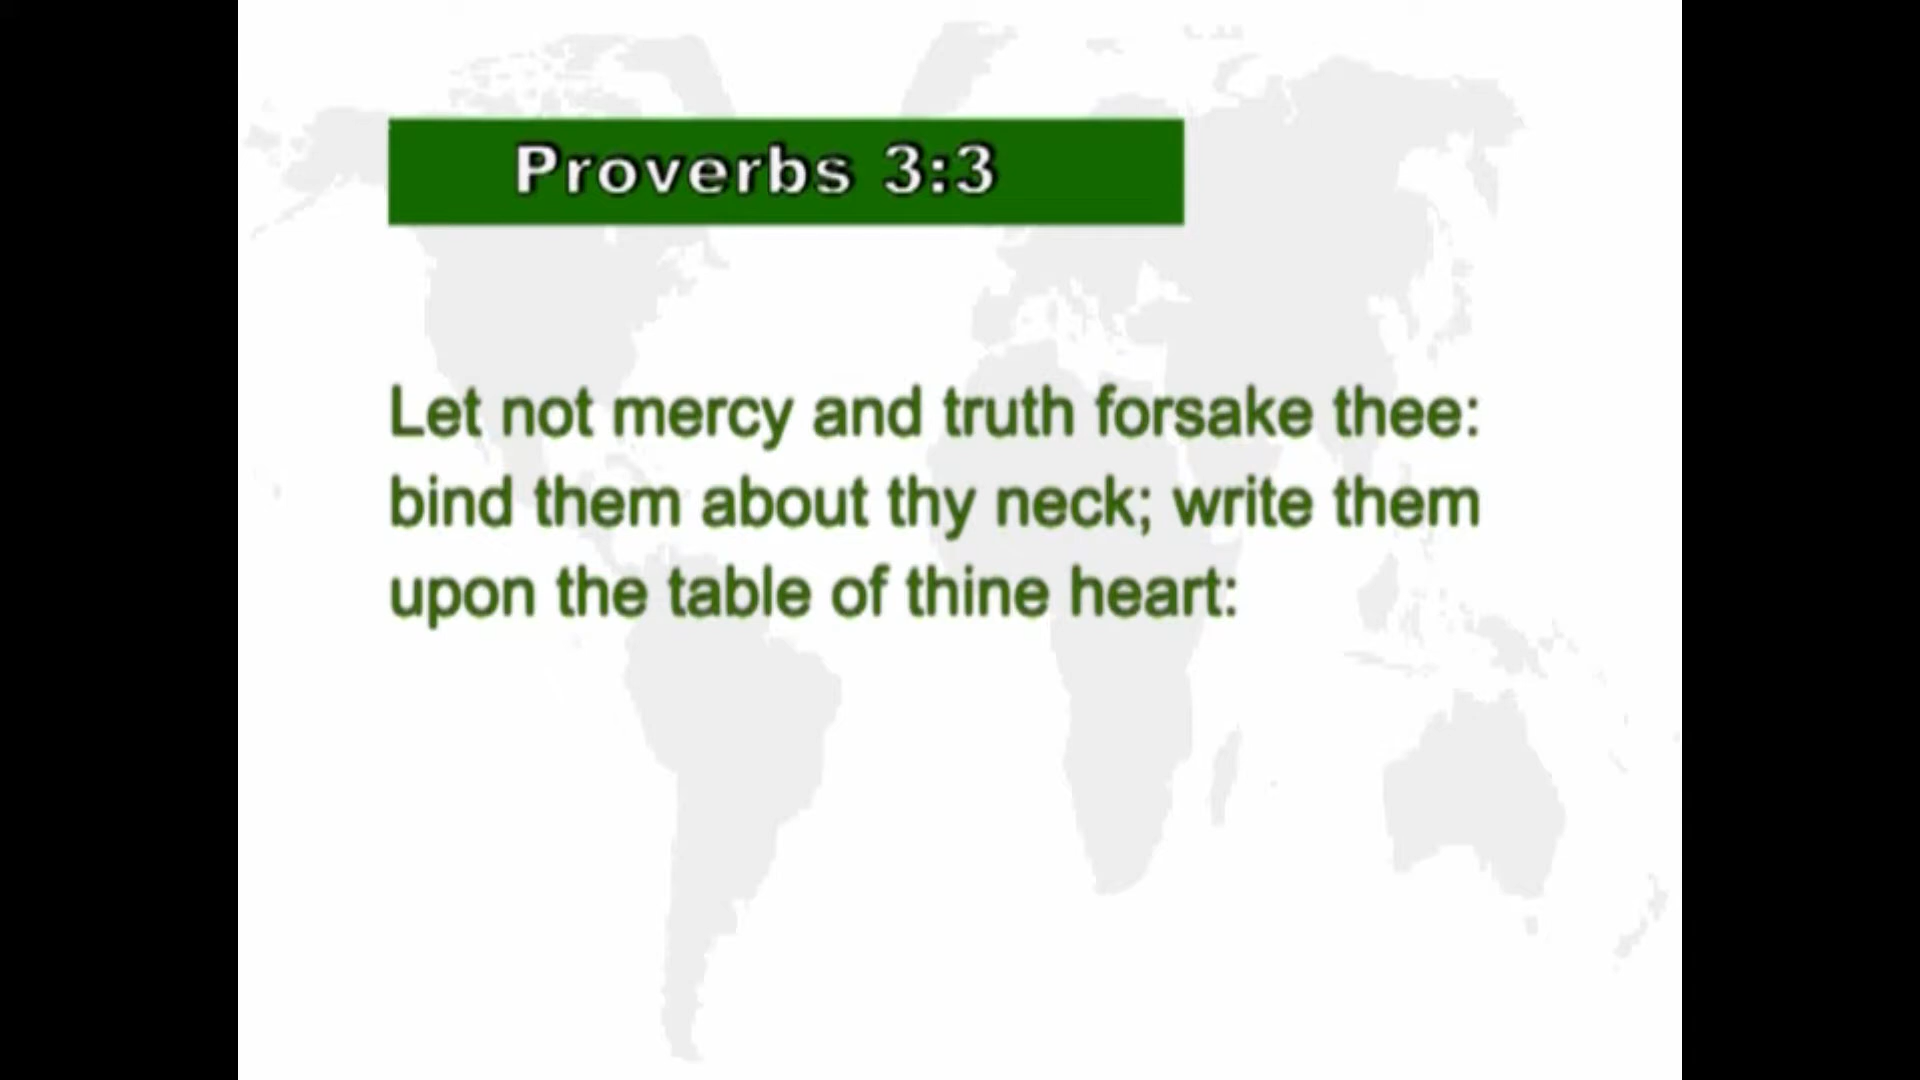 Proverbs 3:3
Let not mercy and truth forsake thee:
bind them about thy neck; write them
upon the table of thine heart: